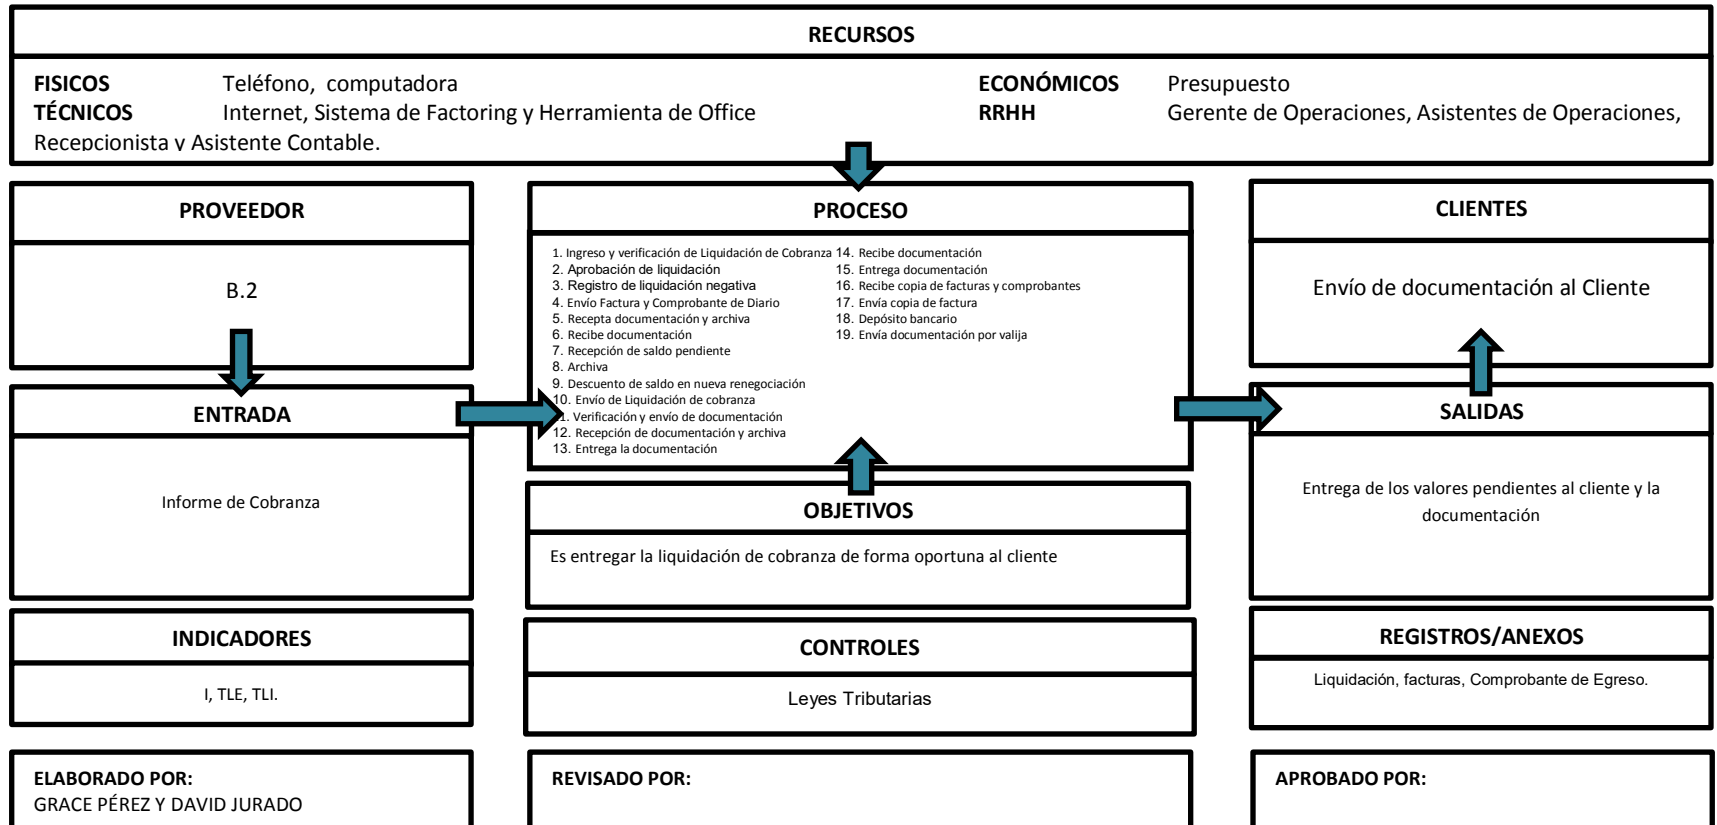 RECURSOS
FISICOS Teléfono, computadora ECONÓMICOS Presupuesto
TÉCNICOS Internet, Sistema de Factoring y Herramienta de Office RRHH Gerente de Operaciones, Asistentes de Operaciones,
Recepcionista y Asistente Contable.
PROVEEDOR
B.2
ENTRADA
Informe de Cobranza
INDICADORES
I, TLE, TLI.
PROCESO
1. Ingreso y verificación de Liquidación de Cobranza
2. Aprobación de liquidación
3. Registro de liquidación negativa
4. Envío Factura y Comprobante de Diario
5. Recepta documentación y archiva
6. Recibe documentación
7. Recepción de saldo pendiente
8. Archiva
9. Descuento de saldo en nueva renegociación
10. Envío de Liquidación de cobranza
1. Verificación y envío de documentación
12. Recepción de documentación y archiva
13. Entrega la documentación
14. Recibe documentación
15. Entrega documentación
16. Recibe copia de facturas y comprobantes
17. Envía copia de factura
18. Depósito bancario
19. Envía documentación por valija
OBJETIVOS
Es entregar la liquidación de cobranza de forma oportuna al cliente
CONTROLES
Leyes Tributarias
CLIENTES
Envío de documentación al Cliente
SALIDAS
Entrega de los valores pendientes al cliente y la
documentación
REGISTROS/ANEXOS
Liquidación, facturas, Comprobante de Egreso.
ELABORADO POR:
GRACE PÉREZ Y DAVID JURADO
REVISADO POR:
APROBADO POR: